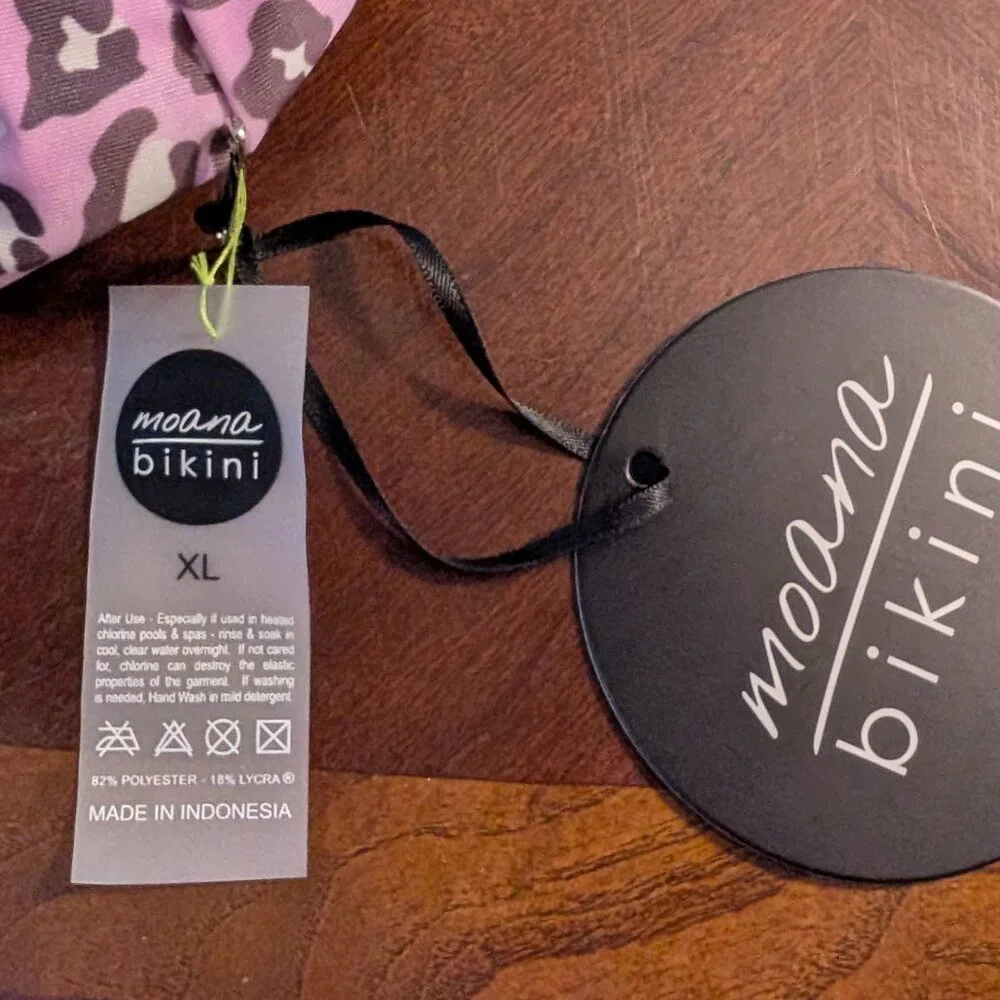 moana
bikini
XL
After Use - Especially if used in heated
chlorine pools & spas - rinse & soak in
cool, clear water overnight. If not cared
for, chlorine can destroy the elastic
properties of the garment. If washing
is needed, Hand Wash in mild detergent
82% POLYESTER - 18% LYCRA®
MADE IN INDONESIA
moana
bikini